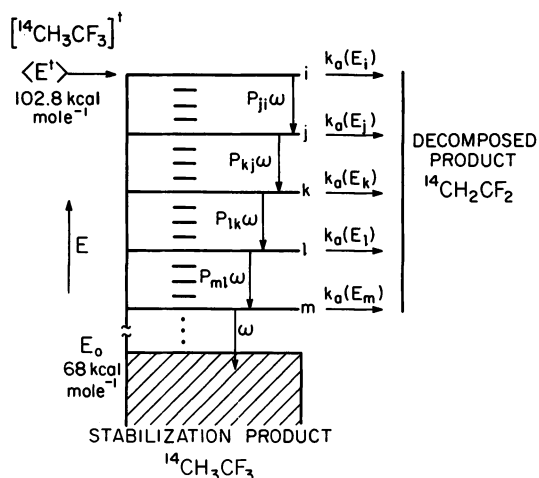 [¹⁴CH₃CF₃]†
⟨E†⟩
102.8 kcal
mole⁻¹
i
kₐ(Eᵢ)
Pⱼᵢω
j
kₐ(Eⱼ)
Pₖⱼω
k
kₐ(Eₖ)
Pₗₖω
l
kₐ(Eₗ)
Pₘₗω
m
kₐ(Eₘ)
ω
E
E₀
68 kcal
mole⁻¹
DECOMPOSED
PRODUCT
¹⁴CH₂CF₂
STABILIZATION PRODUCT
¹⁴CH₃CF₃